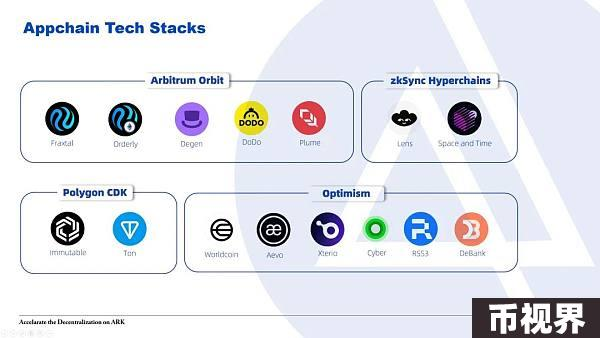 Appchain Tech Stacks
Arbitrum Orbit
zkSync Hyperchains
DODO
Fraxtal
Orderly
Degen
DoDo
Plume
Lens
Space and Time
Polygon CDK
Optimism
æ
Immutable
Ton
Worldcoin
Aevo
Xterio
Cyber
RSS3
DeBank
Accelarate the Decentralization on ARK
币视界